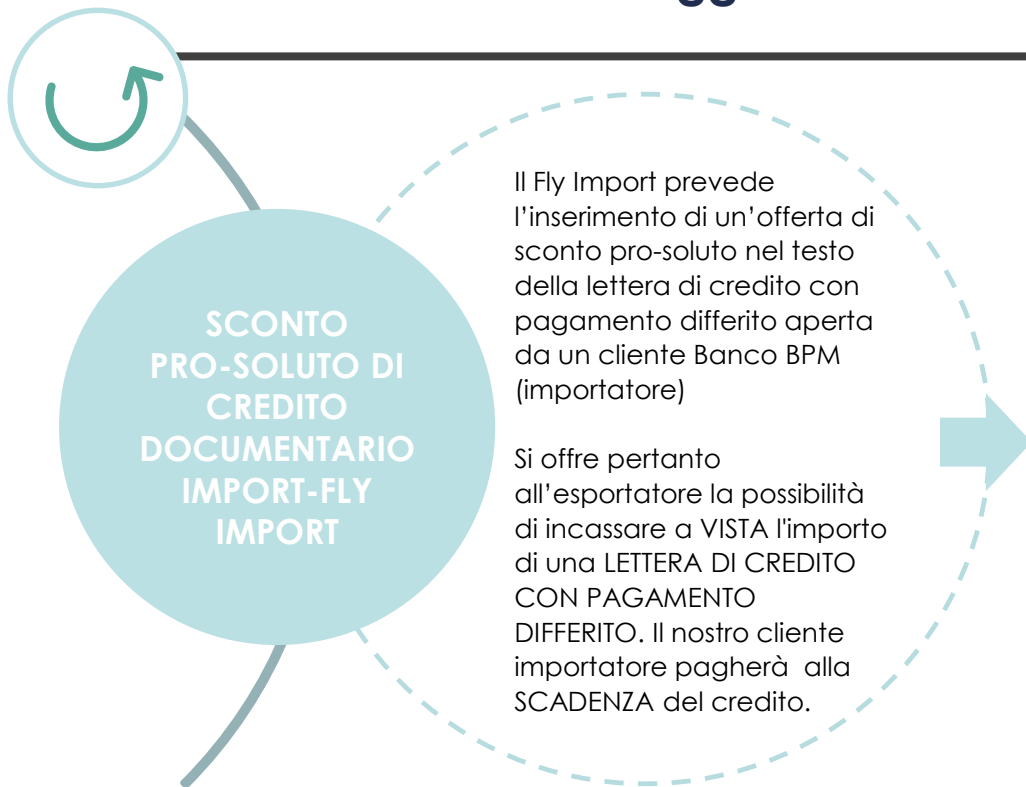 SCONTO
PRO-SOLUTO DI
CREDITO
DOCUMENTARIO
IMPORT-FLY
IMPORT
Il Fly Import prevede
l’inserimento di un’offerta di
sconto pro-soluto nel testo
della lettera di credito con
pagamento differito aperta
da un cliente Banco BPM
(importatore)
Si offre pertanto
all’esportatore la possibilità
di incassare a VISTA l'importo
di una LETTERA DI CREDITO
CON PAGAMENTO
DIFFERITO. Il nostro cliente
importatore pagherà  alla
SCADENZA del credito.